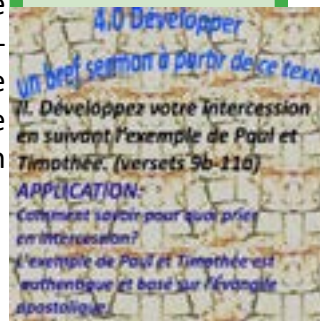 4.0 Développer
un bref sermon à partir de ce texte
II. Développez votre intercession
en suivant l'exemple de Paul et
Timothée. (versets 9b-11a)
APPLICATION:
Comment savoir pour quoi prier
en intercession?
L'exemple de Paul et Timothée est
authentique et basé sur l'Évangile
apostolique